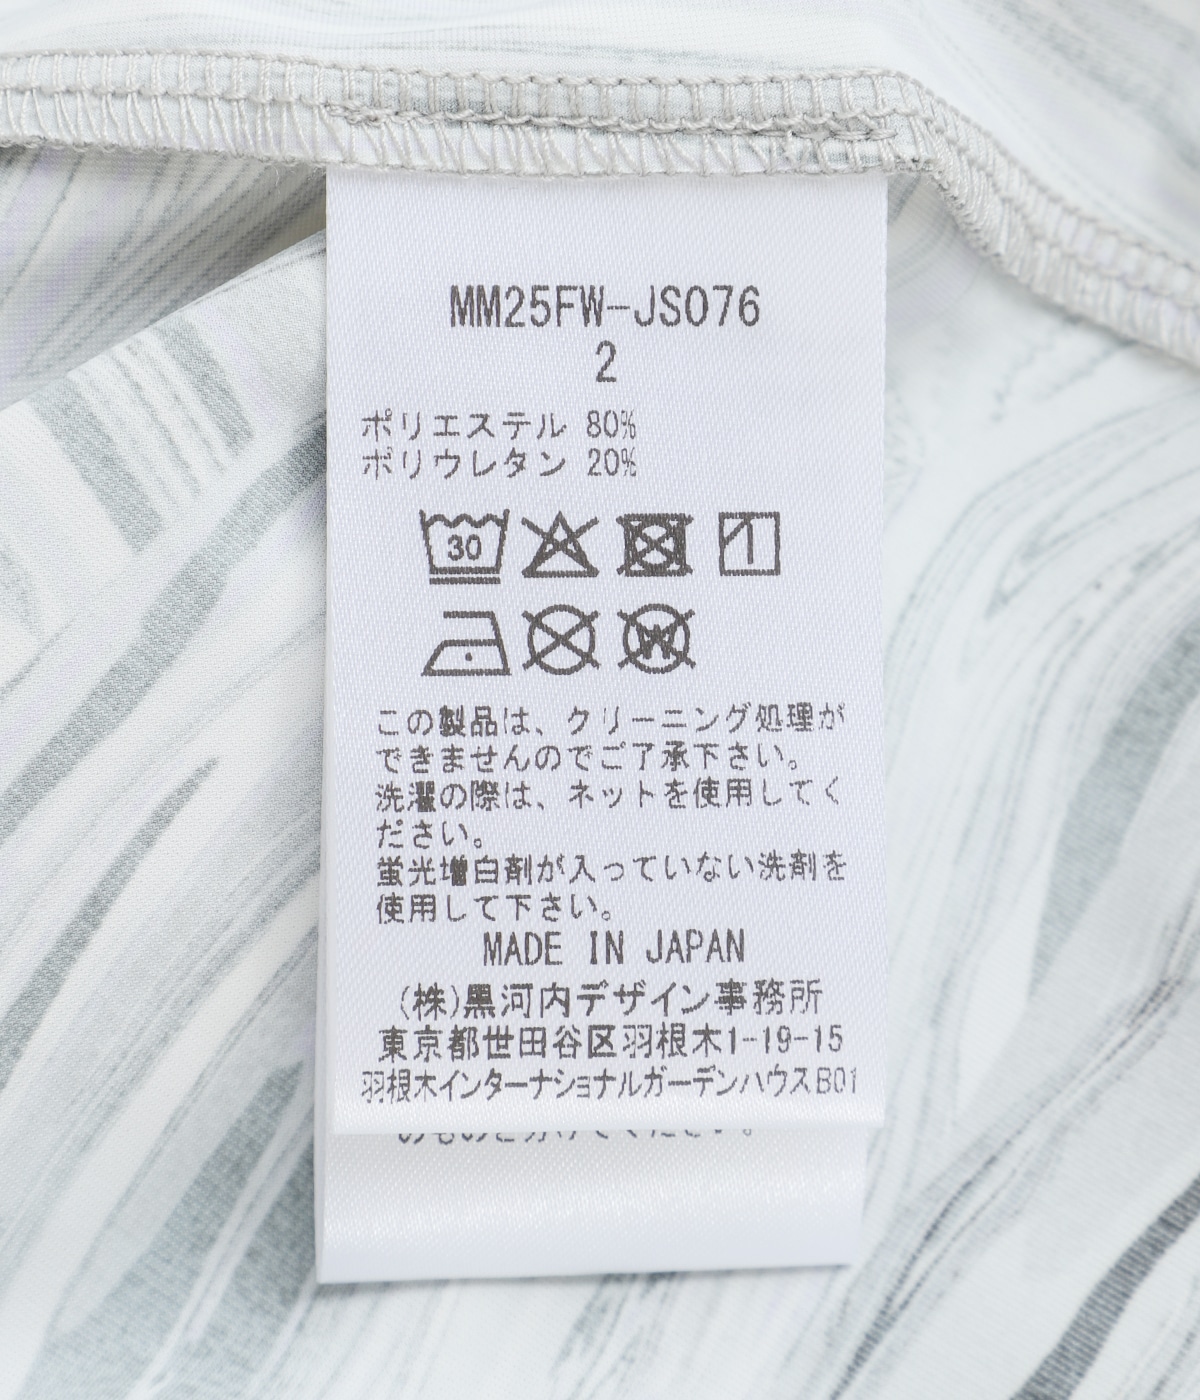 MM25FW-JS076
2
ポリエステル 80%
ポリウレタン 20%
30
W
この製品は、クリーニング処理が
できませんのでご了承下さい。
洗濯の際は、ネットを使用してく
ださい。
蛍光増白剤が入っていない洗剤を
使用して下さい。
MADE IN JAPAN
(株)黒河内デザイン事務所
東京都世田谷区羽根木1-19-15
羽根木インターナショナルガーデンハウスB01